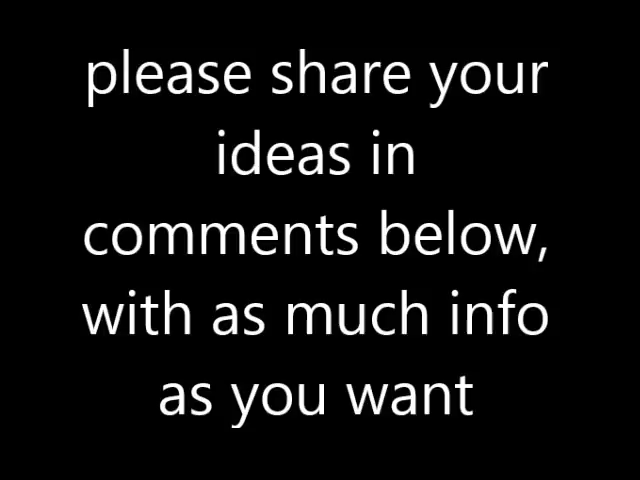 please share your
ideas in
comments below,
with as much info
as you want